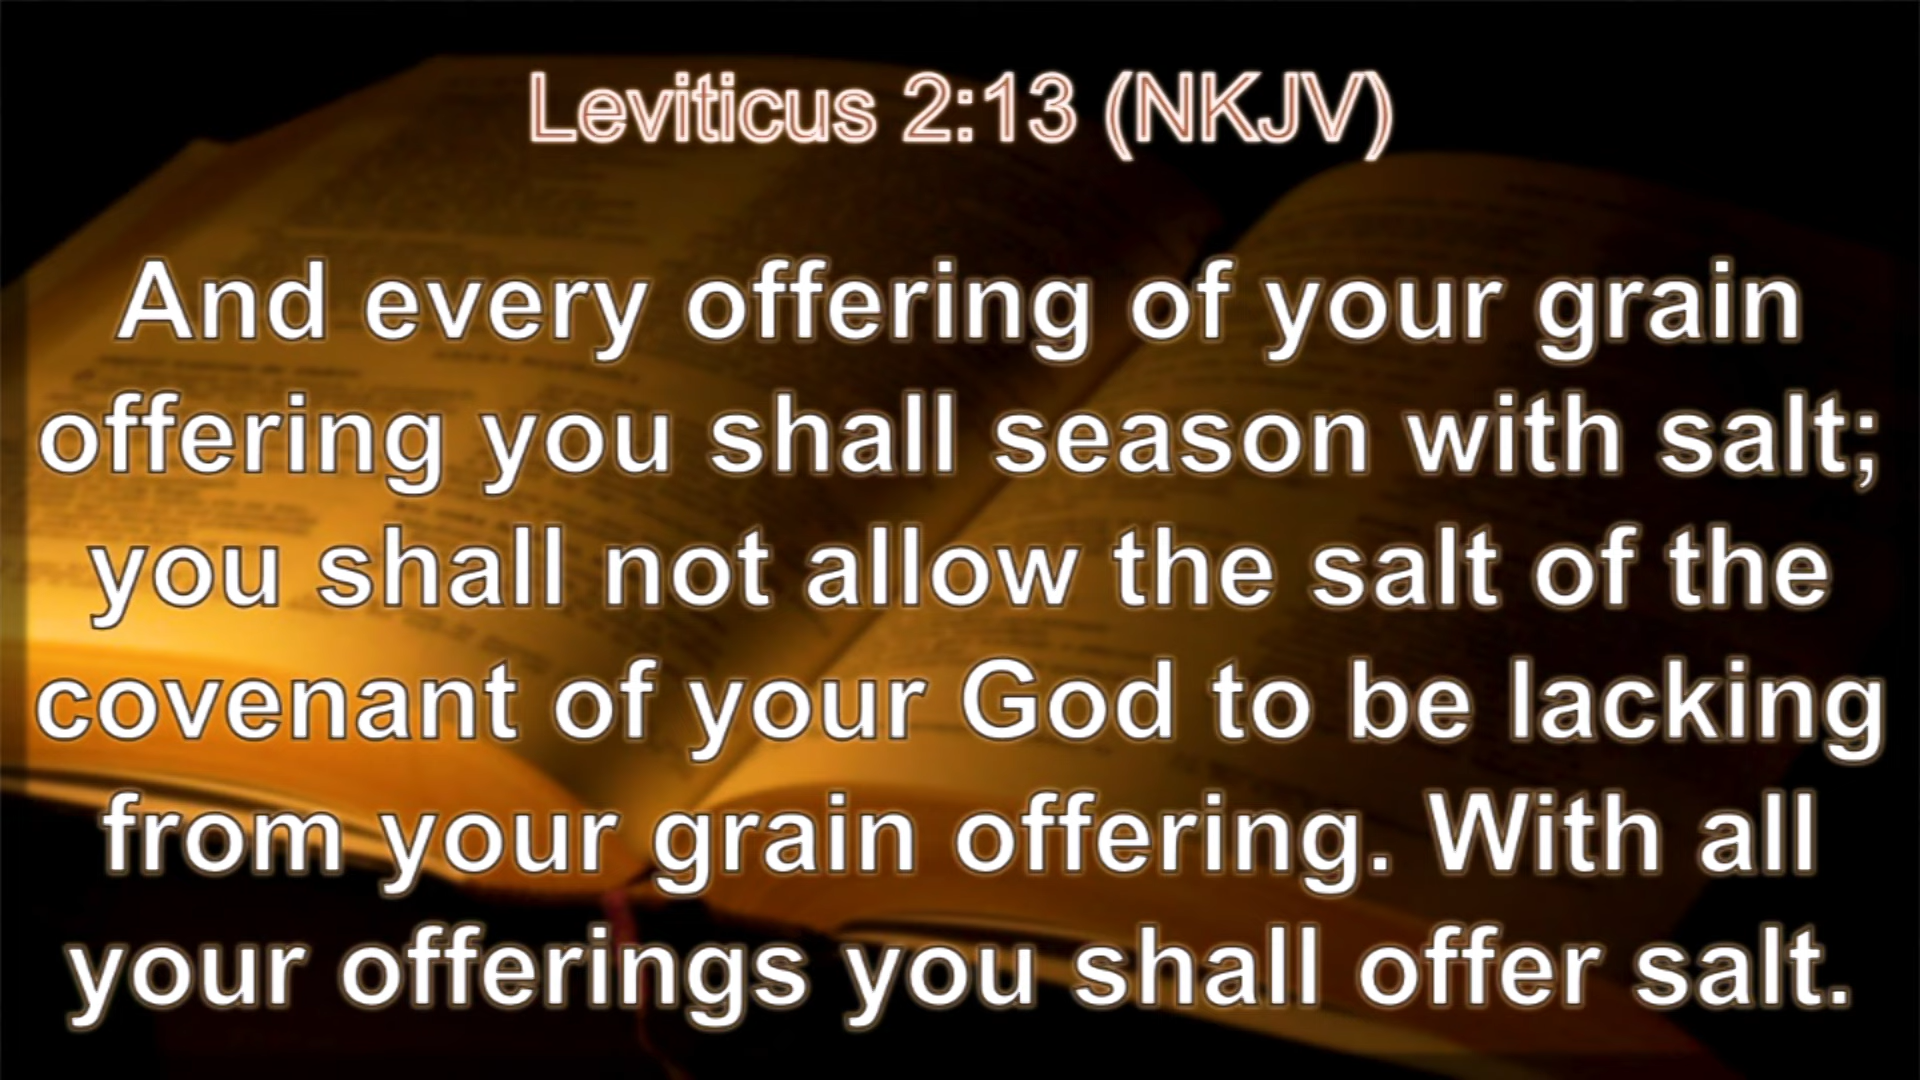 Leviticus 2:13 (NKJV)
And every offering of your grain
offering you shall season with salt;
you shall not allow the salt of the
covenant of your God to be lacking
from your grain offering. With all
your offerings you shall offer salt.